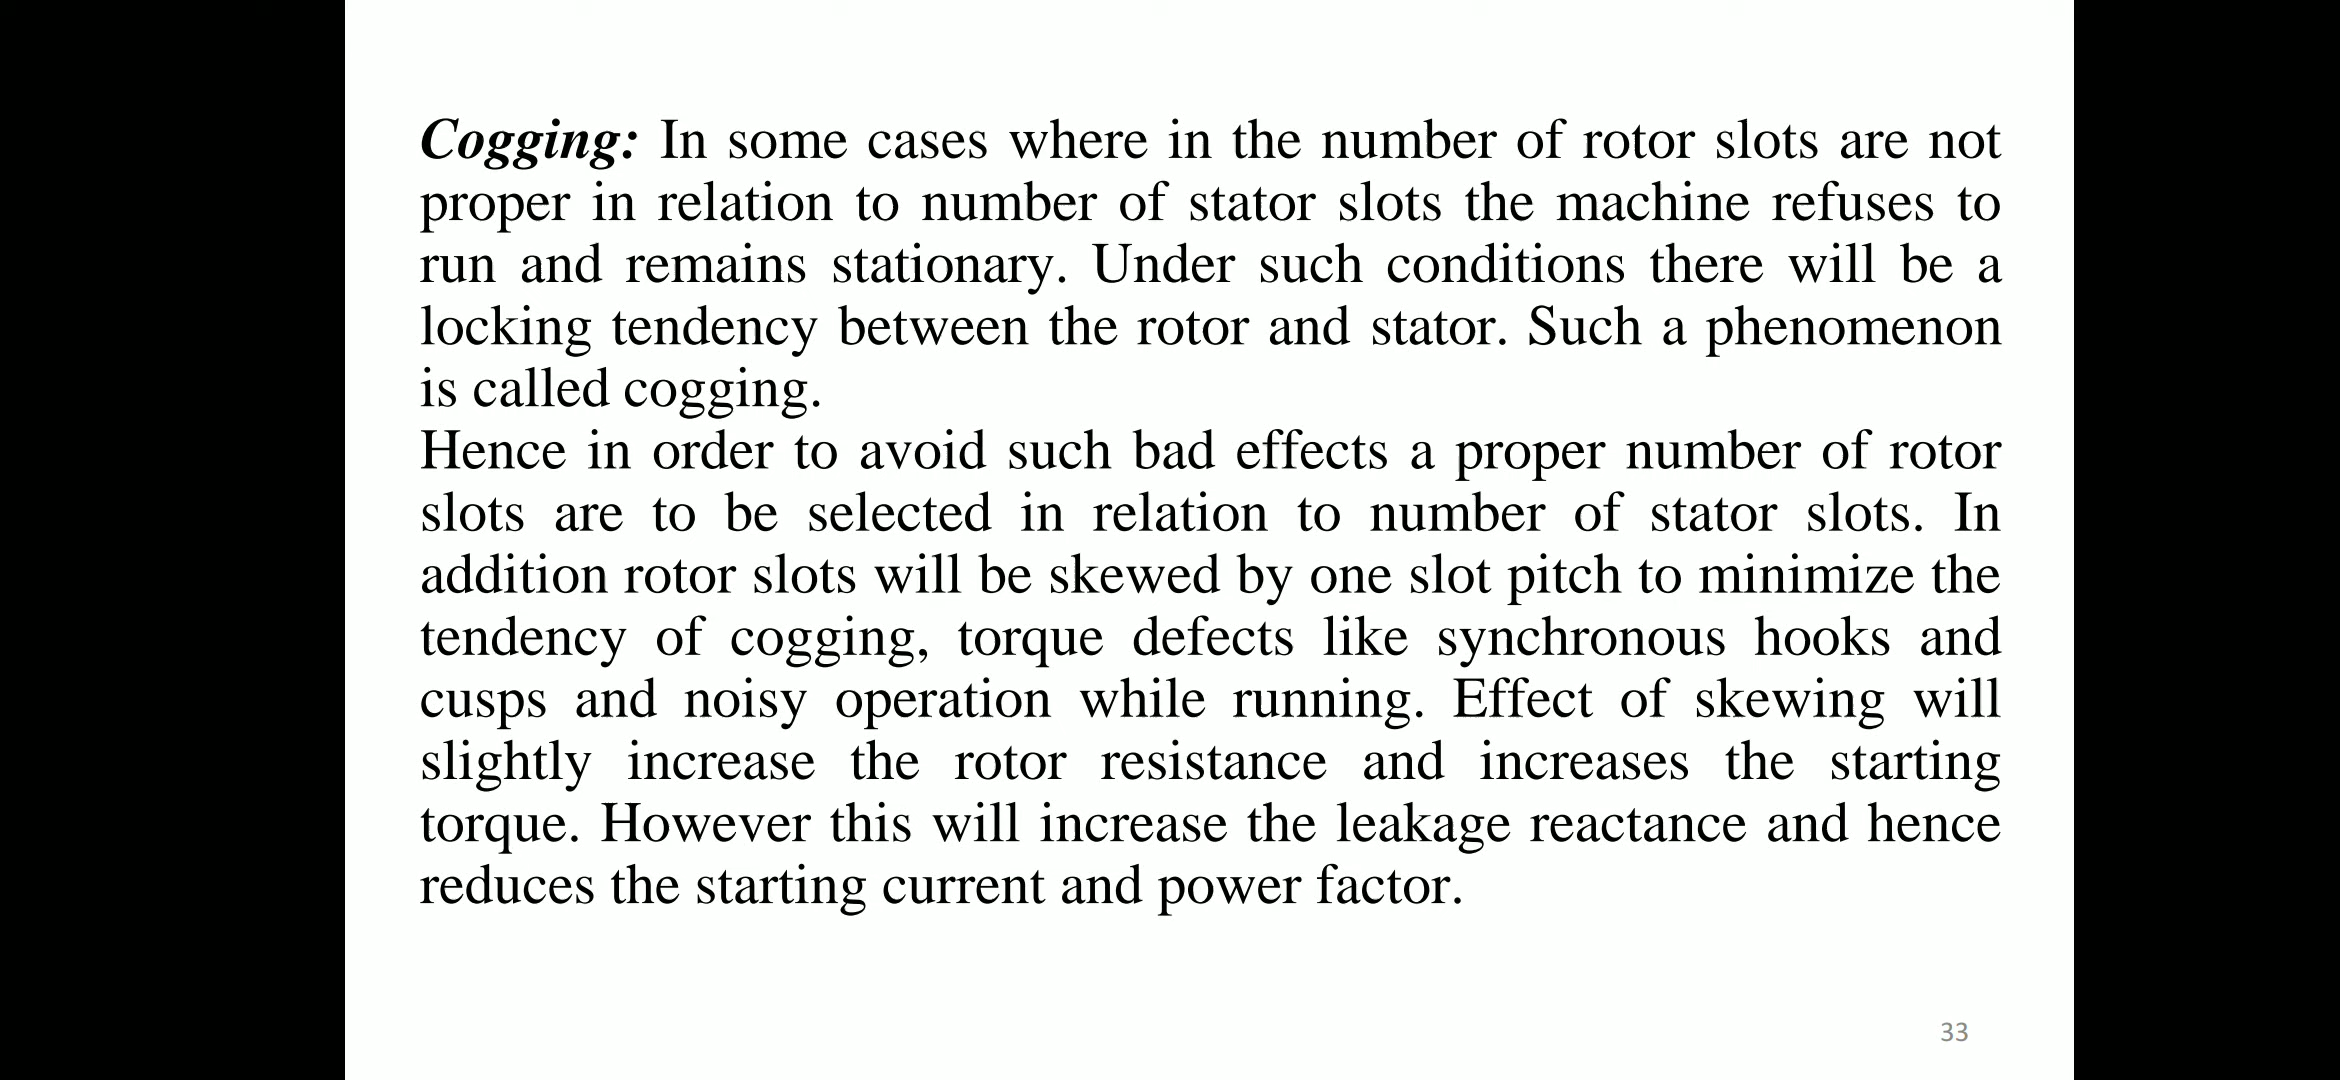 Cogging: In some cases where in the number of rotor slots are not
proper in relation to number of stator slots the machine refuses to
run and remains stationary. Under such conditions there will be a
locking tendency between the rotor and stator. Such a phenomenon
is called cogging.
Hence in order to avoid such bad effects a proper number of rotor
slots are to be selected in relation to number of stator slots. In
addition rotor slots will be skewed by one slot pitch to minimize the
tendency of cogging, torque defects like synchronous hooks and
cusps and noisy operation while running. Effect of skewing will
slightly increase the rotor resistance and increases the starting
torque. However this will increase the leakage reactance and hence
reduces the starting current and power factor.
33